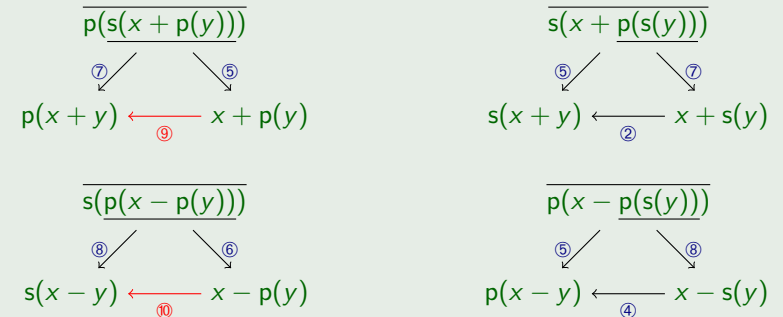 p(s(x + p(y))) s(x + p(s(y)))
⑦ ⑤ ⑤ ⑦
p(x + y) ⑨ x + p(y) s(x + y) ② x + s(y)
s(p(x − p(y))) p(x − p(s(y)))
⑧ ⑥ ⑤ ⑧
s(x − y) ⑩ x − p(y) p(x − y) ④ x − s(y)